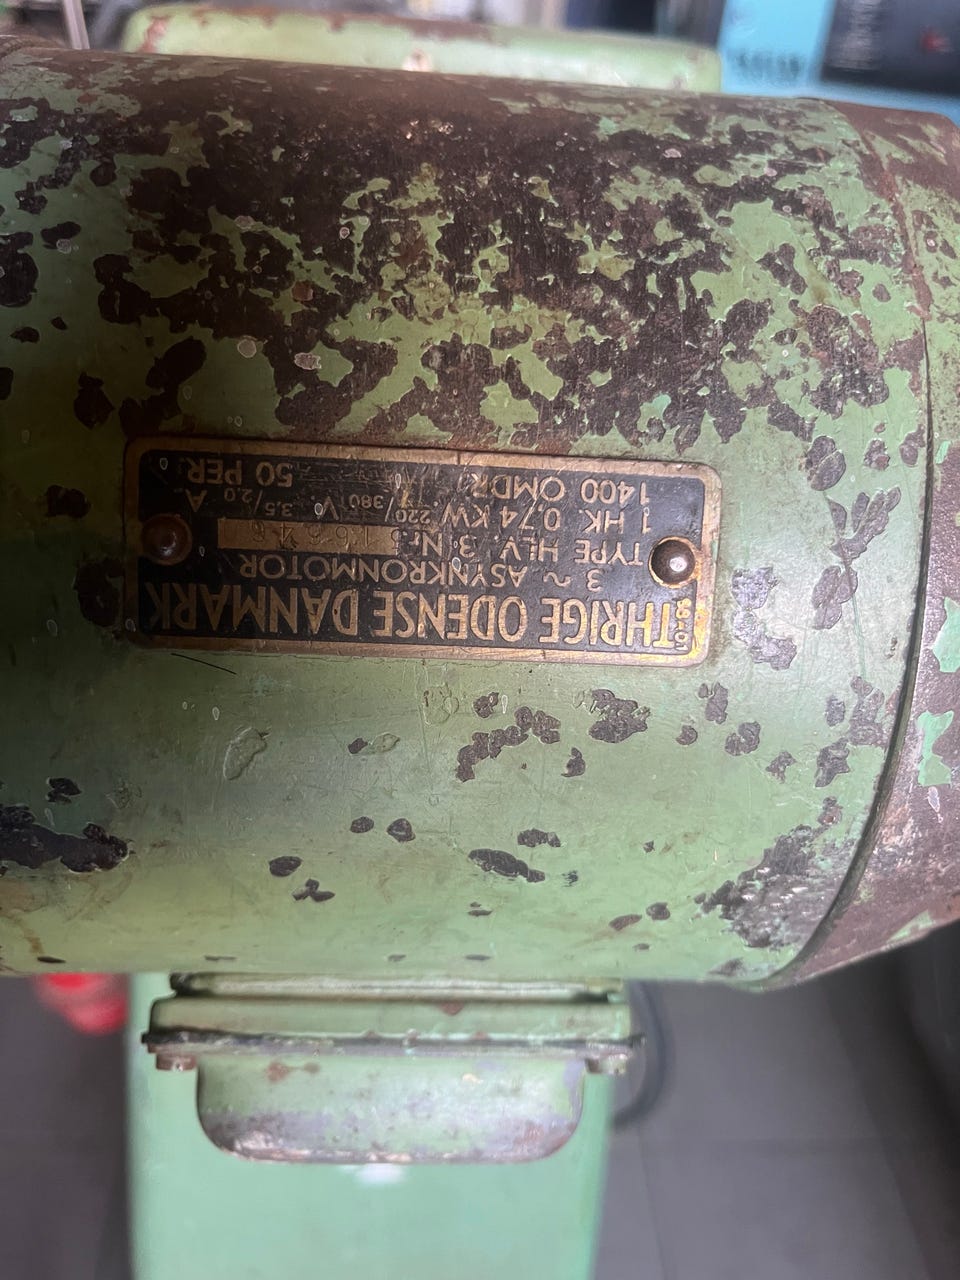 THRIGE ODENSE DANMARK
3 ~ ASYNKRONMOTOR
TYPE HLV. 3 Nr.
1 HK. 0,74 KW. 220/380 V. 3.5/2.0 A
1400 OMDR. 50 PER.